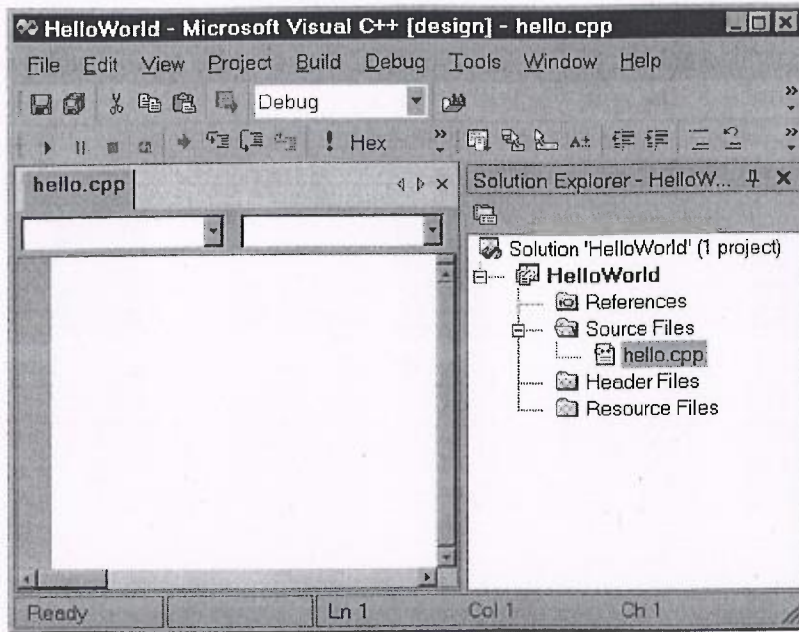 HelloWorld - Microsoft Visual C++ [design] - hello.cpp
File Edit View Project Build Debug Tools Window Help
Debug
Hex
hello.cpp
Solution Explorer - HelloW...
Solution 'HelloWorld' (1 project)
HelloWorld
References
Source Files
hello.cpp
Header Files
Resource Files
Ready Ln 1 Col 1 Ch 1